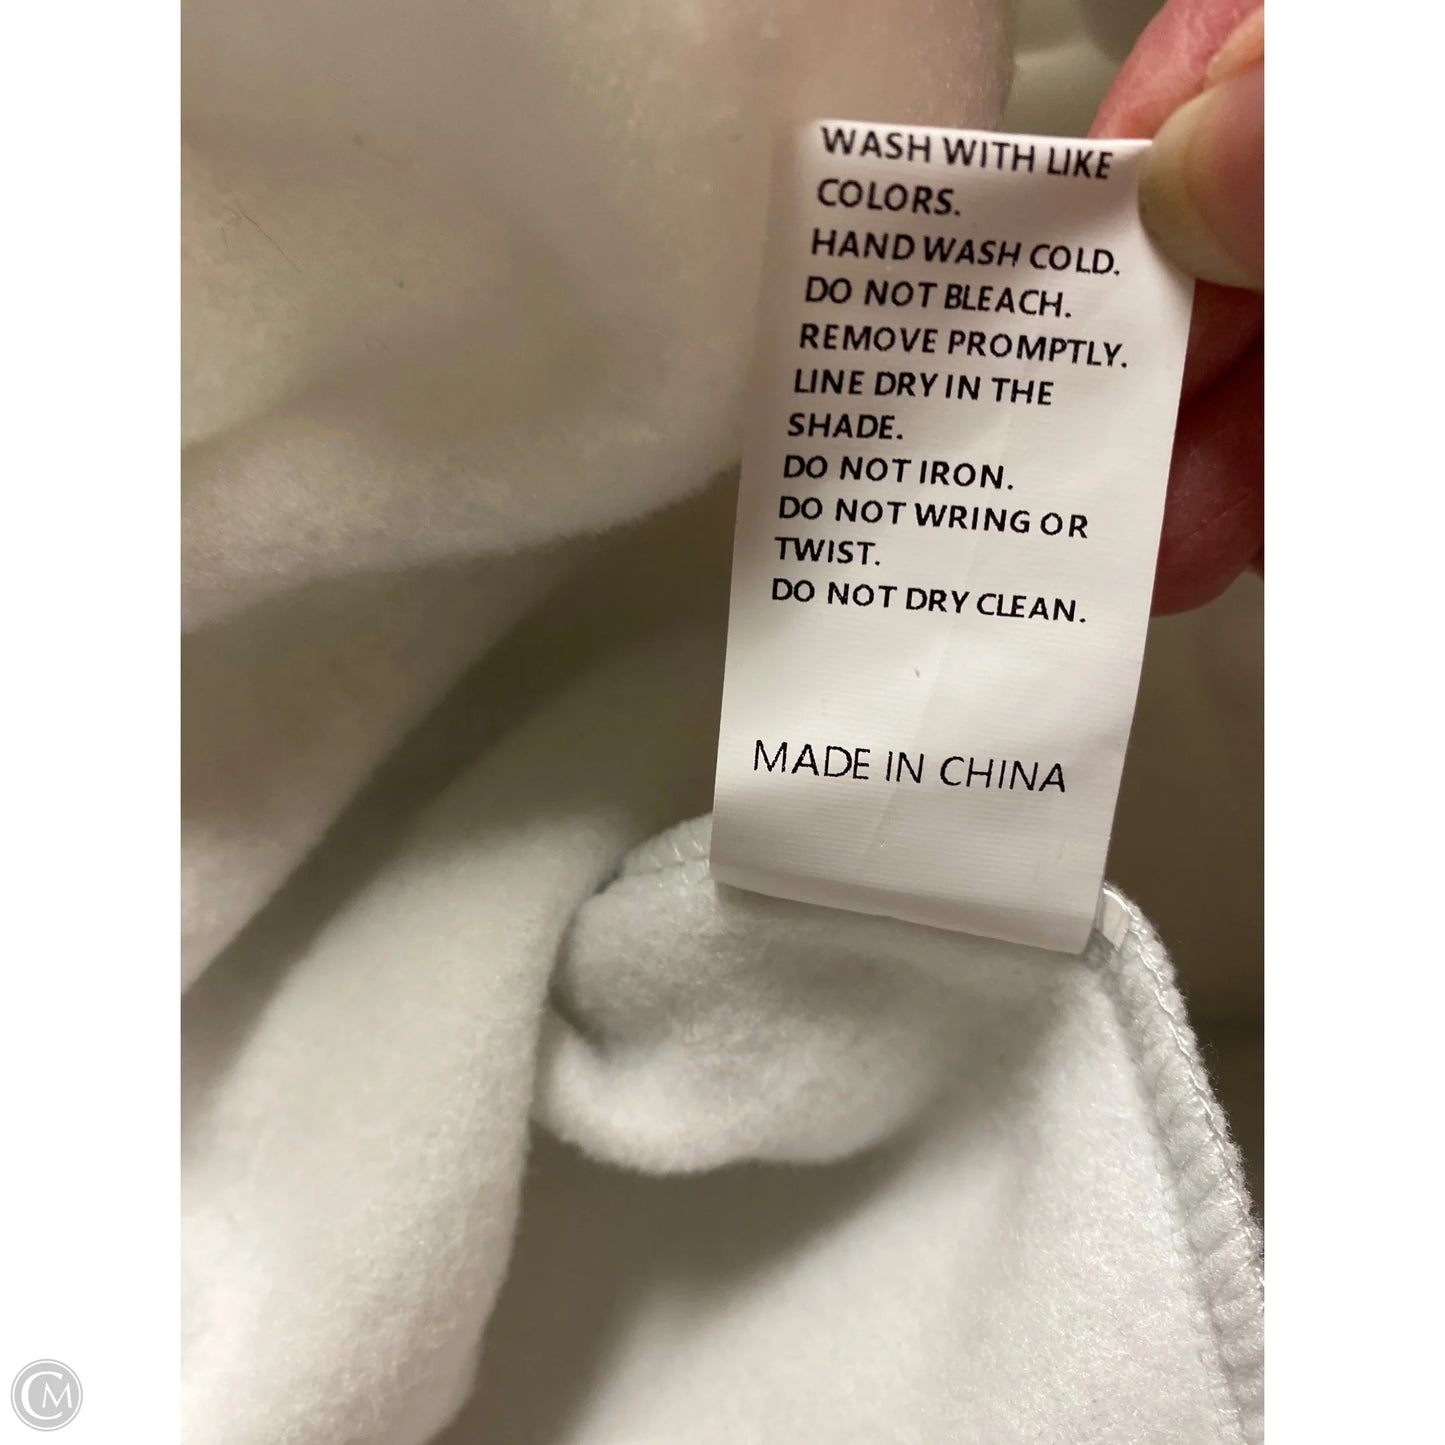 WASH WITH LIKE
COLORS.
HAND WASH COLD.
DO NOT BLEACH.
REMOVE PROMPTLY.
LINE DRY IN THE
SHADE.
DO NOT IRON.
DO NOT WRING OR
TWIST.
DO NOT DRY CLEAN.
MADE IN CHINA
CM